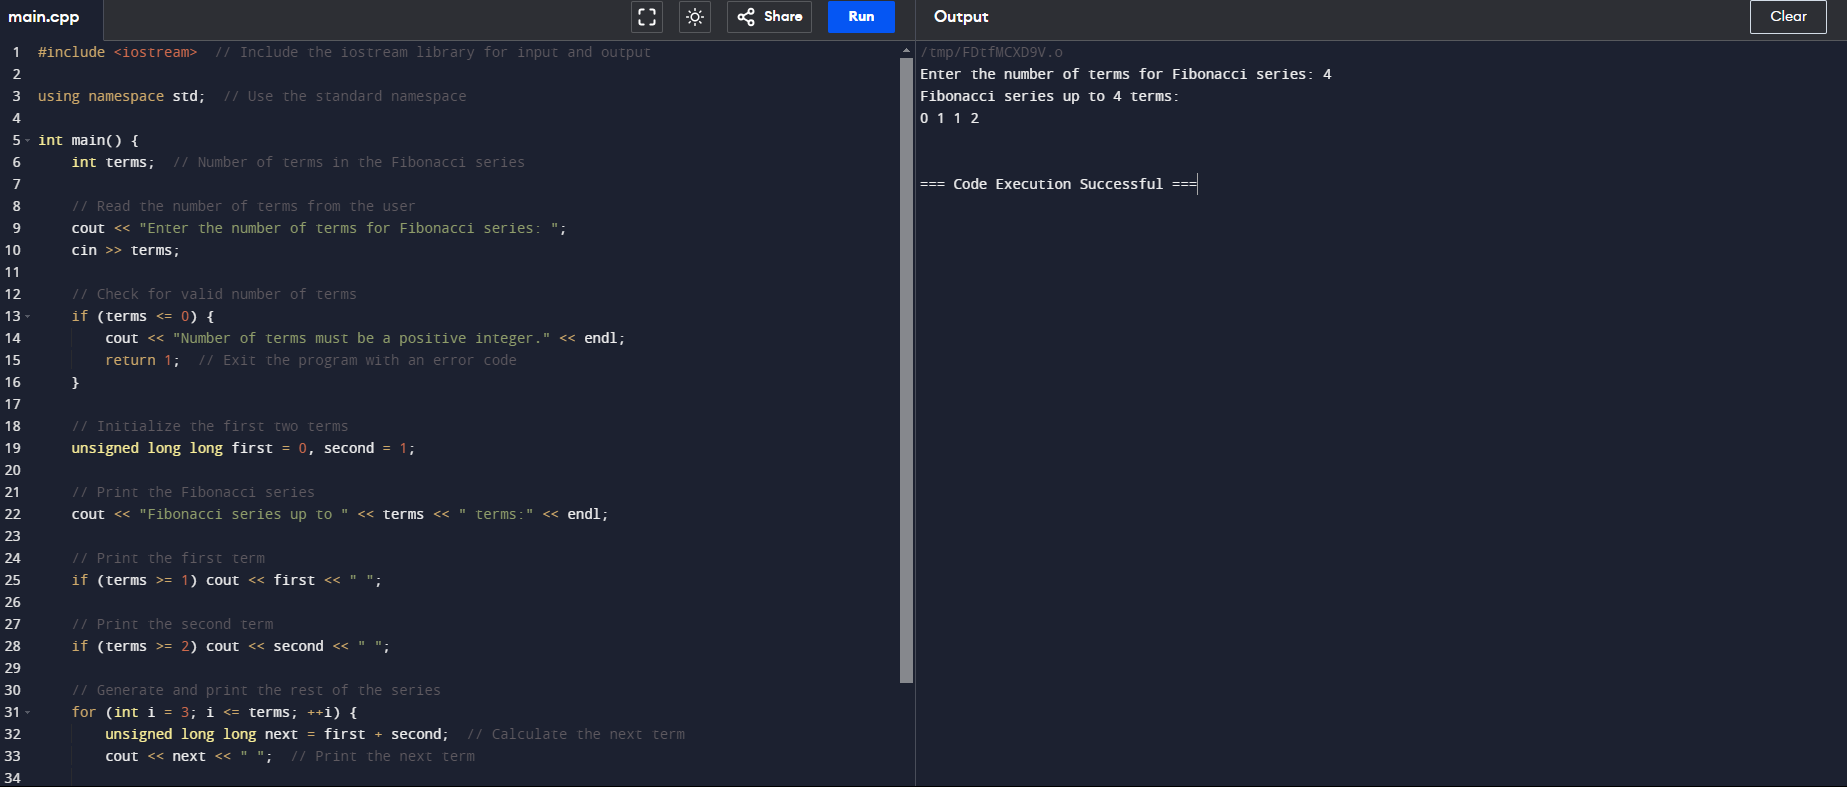 main.cpp
Share
Run
Output
Clear
1 #include <iostream>  // Include the iostream library for input and output
2
3 using namespace std;  // Use the standard namespace
4
5 int main() {
6     int terms;  // Number of terms in the Fibonacci series
7
8     // Read the number of terms from the user
9     cout << "Enter the number of terms for Fibonacci series: ";
10     cin >> terms;
11
12     // Check for valid number of terms
13     if (terms <= 0) {
14         cout << "Number of terms must be a positive integer." << endl;
15         return 1;  // Exit the program with an error code
16     }
17
18     // Initialize the first two terms
19     unsigned long long first = 0, second = 1;
20
21     // Print the Fibonacci series
22     cout << "Fibonacci series up to " << terms << " terms:" << endl;
23
24     // Print the first term
25     if (terms >= 1) cout << first << " ";
26
27     // Print the second term
28     if (terms >= 2) cout << second << " ";
29
30     // Generate and print the rest of the series
31     for (int i = 3; i <= terms; ++i) {
32         unsigned long long next = first + second;  // Calculate the next term
33         cout << next << " ";  // Print the next term
34
/tmp/FDtfMCXD9V.o
Enter the number of terms for Fibonacci series: 4
Fibonacci series up to 4 terms:
0 1 1 2
=== Code Execution Successful ===